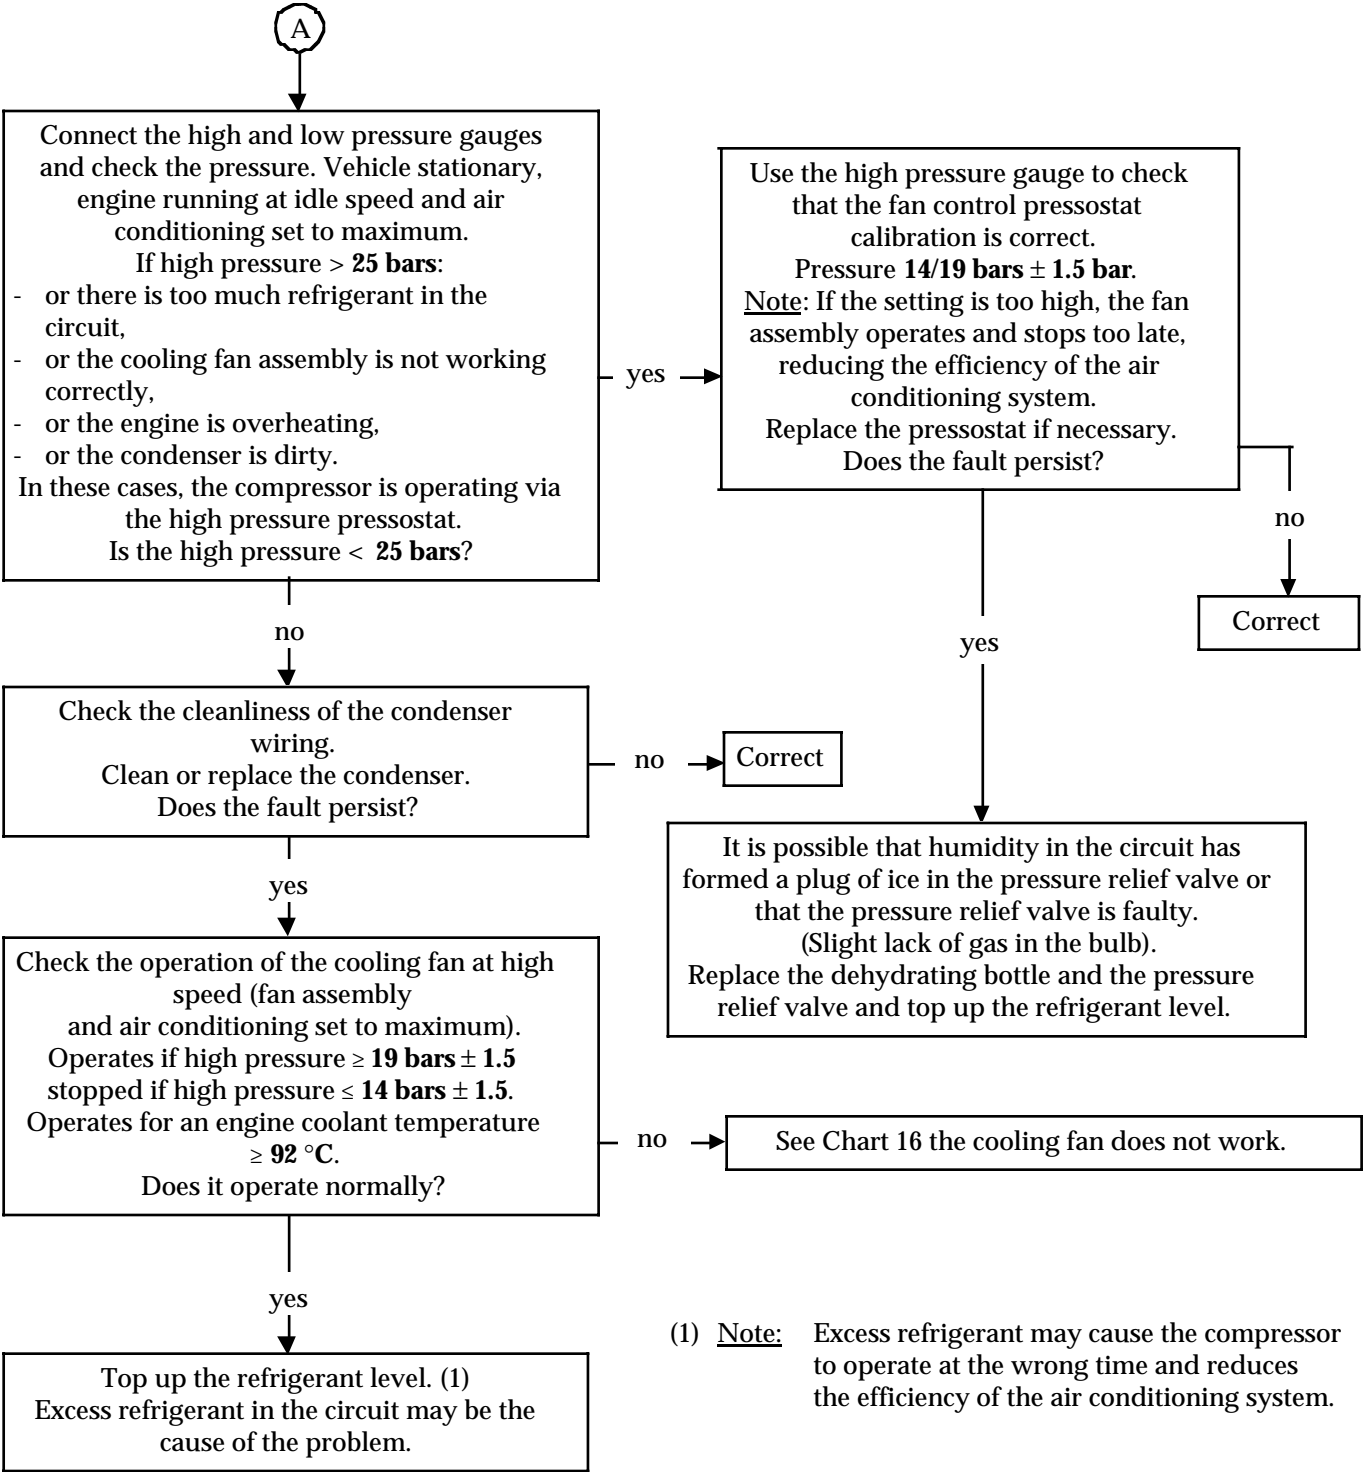 A
Connect the high and low pressure gauges
and check the pressure. Vehicle stationary,
engine running at idle speed and air
conditioning set to maximum.
If high pressure > 25 bars:
- or there is too much refrigerant in the
circuit,
- or the cooling fan assembly is not working
correctly,
- or the engine is overheating,
- or the condenser is dirty.
In these cases, the compressor is operating via
the high pressure pressostat.
Is the high pressure < 25 bars?
yes
Use the high pressure gauge to check
that the fan control pressostat
calibration is correct.
Pressure 14/19 bars ± 1.5 bar.
Note: If the setting is too high, the fan
assembly operates and stops too late,
reducing the efficiency of the air
conditioning system.
Replace the pressostat if necessary.
Does the fault persist?
no
Correct
yes
no
Check the cleanliness of the condenser
wiring.
Clean or replace the condenser.
Does the fault persist?
no
Correct
It is possible that humidity in the circuit has
formed a plug of ice in the pressure relief valve or
that the pressure relief valve is faulty.
(Slight lack of gas in the bulb).
Replace the dehydrating bottle and the pressure
relief valve and top up the refrigerant level.
yes
Check the operation of the cooling fan at high
speed (fan assembly
and air conditioning set to maximum).
Operates if high pressure ≥ 19 bars ± 1.5
stopped if high pressure ≤ 14 bars ± 1.5.
Operates for an engine coolant temperature
≥ 92 °C.
Does it operate normally?
no
See Chart 16 the cooling fan does not work.
yes
Top up the refrigerant level. (1)
Excess refrigerant in the circuit may be the
cause of the problem.
(1) Note: Excess refrigerant may cause the compressor
to operate at the wrong time and reduces
the efficiency of the air conditioning system.